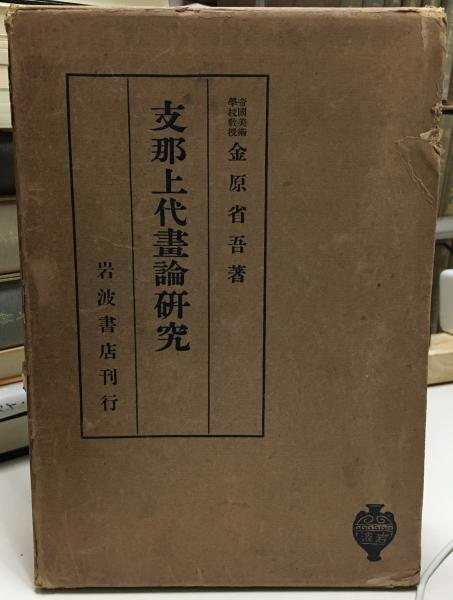 帝國美術
學校教授
金原省吾著
支那上代畫論研究
岩波書店刊行
岩波